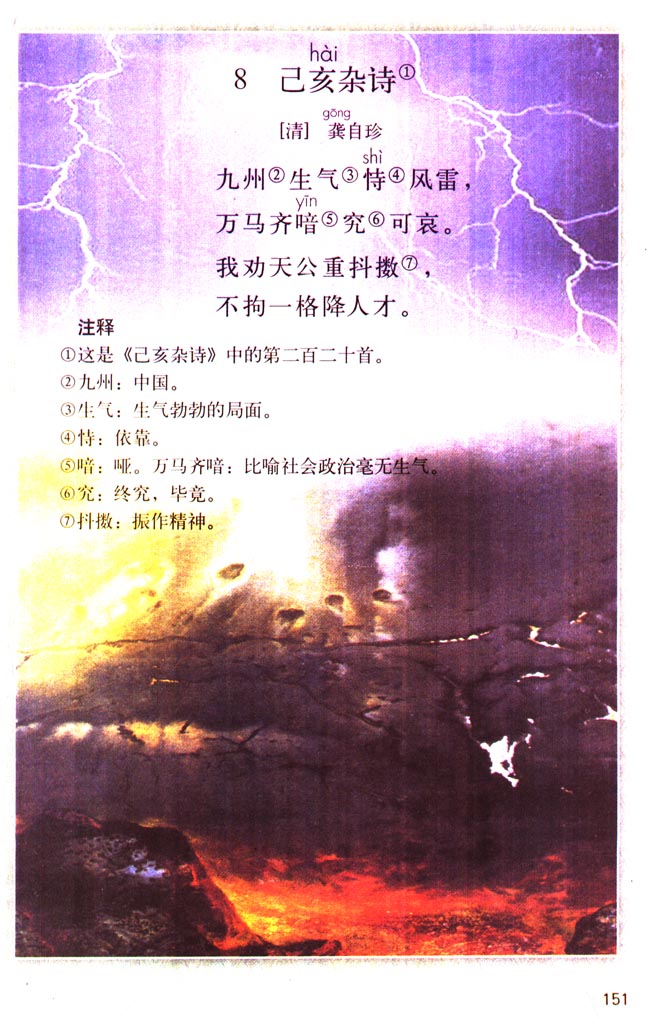 hài
8 己亥杂诗①
gōng
[清] 龚自珍
shì
九州②生气③恃④风雷，
yīn
万马齐喑⑤究⑥可哀。
我劝天公重抖擞⑦，
不拘一格降人才。
注释
①这是《己亥杂诗》中的第二百二十首。
②九州：中国。
③生气：生气勃勃的局面。
④恃：依靠。
⑤喑：哑。万马齐喑：比喻社会政治毫无生气。
⑥究：终究，毕竟。
⑦抖擞：振作精神。
151